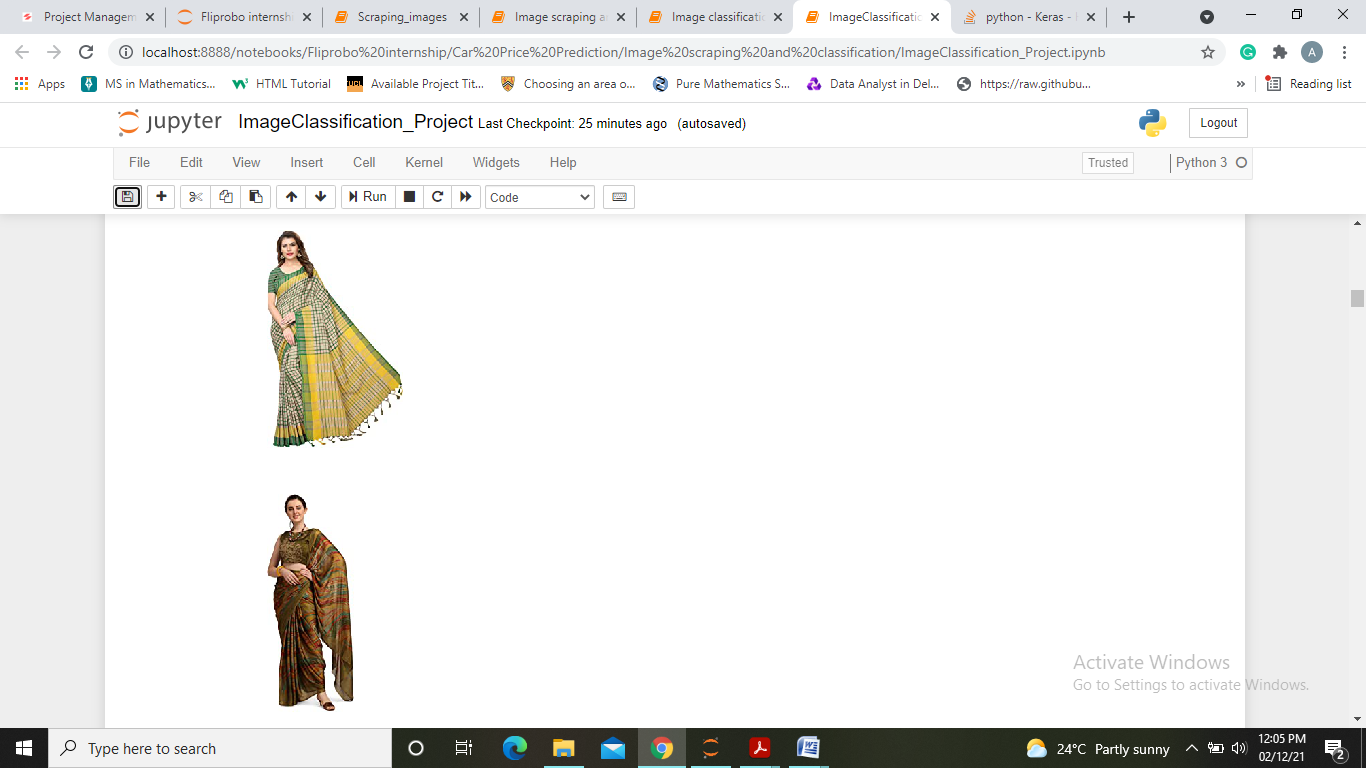 Project Managem
Fliprobo internsh
Scraping_images
Image scraping a
Image classificatio
ImageClassificatio
python - Keras -
localhost:8888/notebooks/Fliprobo%20internship/Car%20Price%20Prediction/Image%20scraping%20and%20classification/ImageClassification_Project.ipynb
A
Apps
MS in Mathematics...
HTML Tutorial
Available Project Tit...
Choosing an area o...
Pure Mathematics S...
Data Analyst in Del...
https://raw.githubu...
»
Reading list
jupyter
ImageClassification_Project Last Checkpoint: 25 minutes ago (autosaved)
Logout
File Edit View Insert Cell Kernel Widgets Help
Trusted
Python 3
Run
Code
Activate Windows
Go to Settings to activate Windows.
Type here to search
24°C Partly sunny
12:05 PM
02/12/21
2